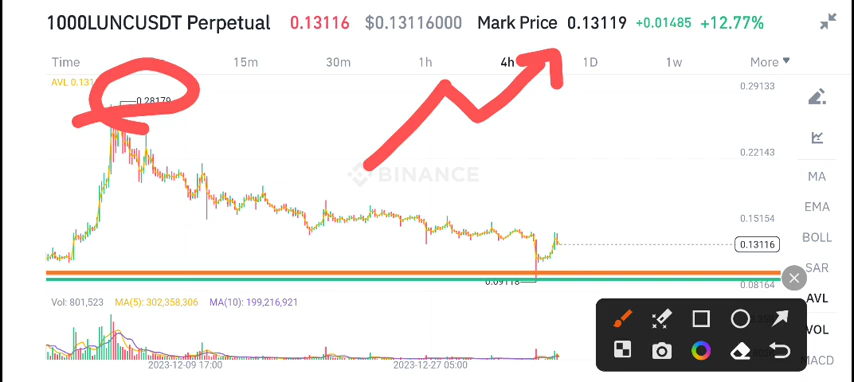 1000LUNCUSDT Perpetual 0.13116 $0.13116000 Mark Price 0.13119 +0.01485 +12.77%
Time 15m 30m 1h 4h 1D 1w More
AVL 0.131
0.28179
0.29133
0.22143
0.15154
0.13116
0.08164
0.09118
BINANCE
MA
EMA
BOLL
SAR
AVL
VOL
MACD
Vol: 801,523 MA(5): 302,358,306 MA(10): 199,216,921
2023-12-09 17:00 2023-12-27 05:00